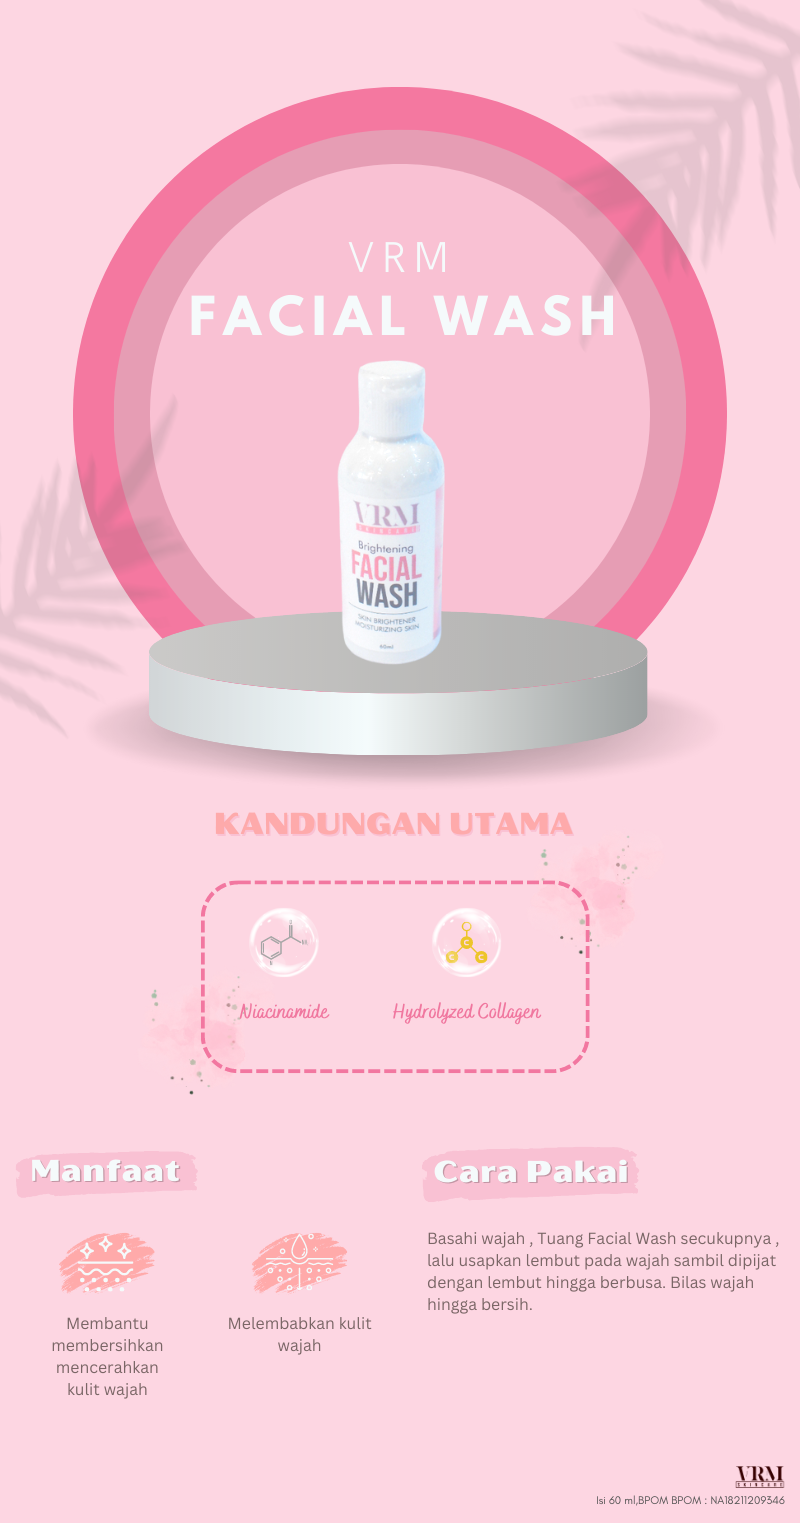 VRM
FACIAL WASH
VRM
SKINCARE
Brightening
FACIAL
WASH
SKIN BRIGHTENER
MOISTURIZING SKIN
60ml
KANDUNGAN UTAMA
Niacinamide
Hydrolyzed Collagen
Manfaat
Membantu
membersihkan
mencerahkan
kulit wajah
Melembabkan kulit
wajah
Cara Pakai
Basahi wajah , Tuang Facial Wash secukupnya ,
lalu usapkan lembut pada wajah sambil dipijat
dengan lembut hingga berbusa. Bilas wajah
hingga bersih.
VRM
SKINCARE
Isi 60 ml,BPOM BPOM : NA18211209346